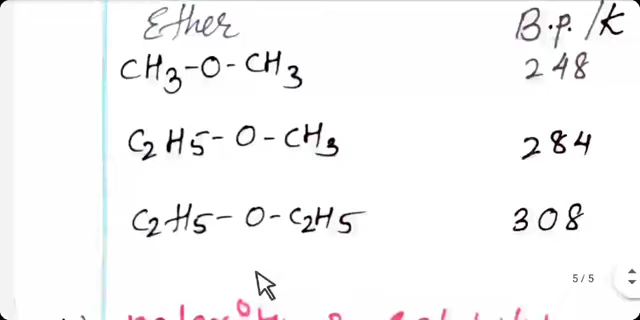 Ether B.P./K
CH3-O-CH3 248
C2H5-O-CH3 284
C2H5-O-C2H5 308
5/5